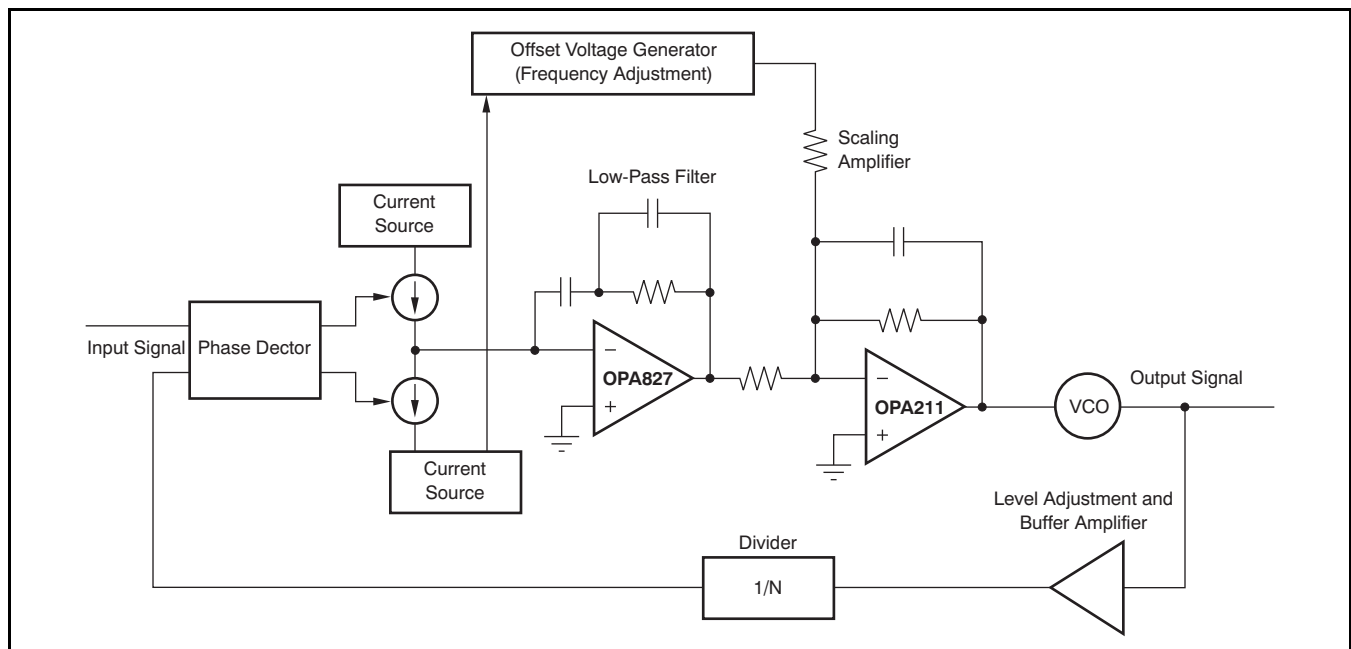 Offset Voltage Generator
(Frequency Adjustment)
Scaling
Amplifier
Low-Pass Filter
Current
Source
Input Signal
Phase Dector
−
OPA827
+
−
OPA211
+
VCO
Output Signal
Current
Source
Level Adjustment and
Buffer Amplifier
Divider
1/N